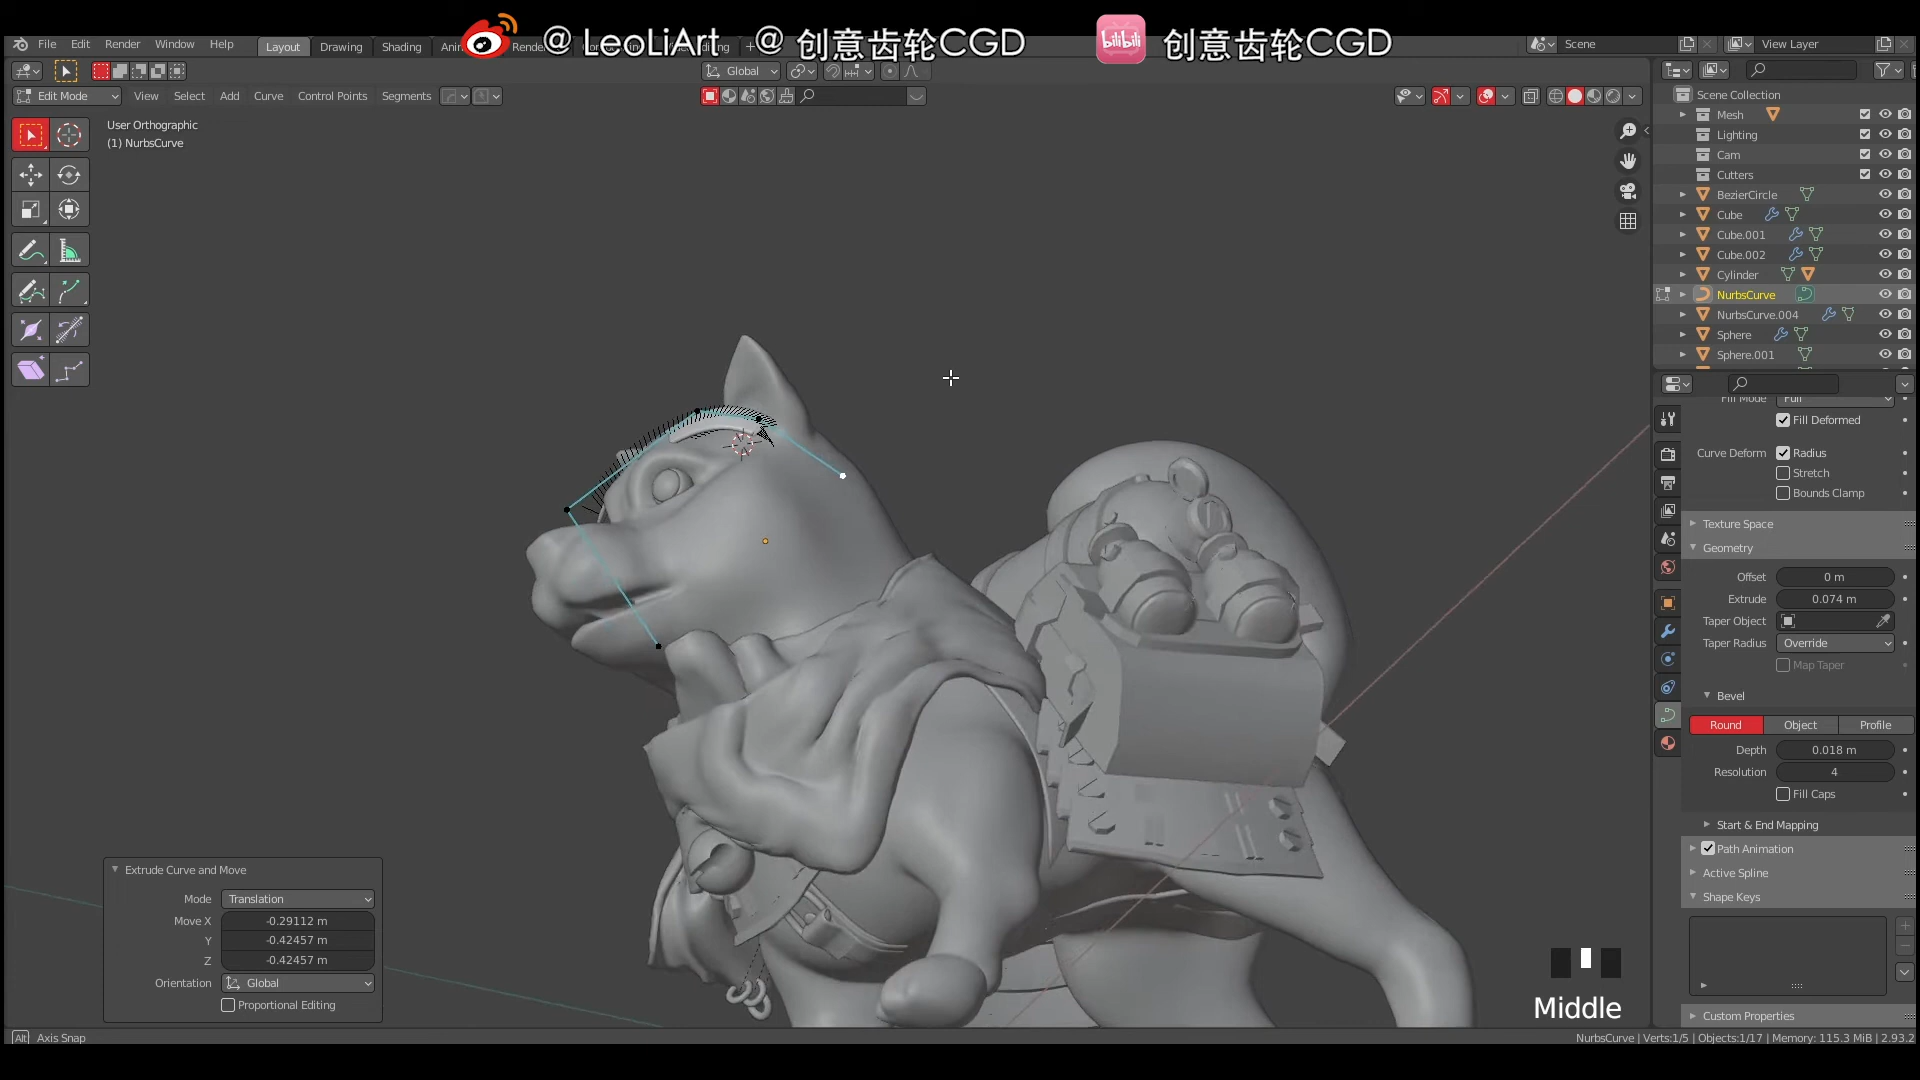 @ LeoLiArt @ 创意齿轮CGD
bilibili 创意齿轮CGD
File Edit Render Window Help Layout Drawing Shading
Scene View Layer
Global
Edit Mode View Select Add Curve Control Points Segments
User Orthographic
(1) NurbsCurve
Scene Collection
Mesh
Lighting
Cam
Cutters
BezierCircle
Cube
Cube.001
Cube.002
Cylinder
NurbsCurve
NurbsCurve.004
Sphere
Sphere.001
Fill Mode Full
Fill Deformed
Curve Deform Radius
Stretch
Bounds Clamp
Texture Space
Geometry
Offset 0 m
Extrude 0.074 m
Taper Object
Taper Radius Override
Map Taper
Bevel
Round Object Profile
Depth 0.018 m
Resolution 4
Fill Caps
Start & End Mapping
Path Animation
Active Spline
Shape Keys
Custom Properties
Extrude Curve and Move
Mode Translation
Move X -0.29112 m
Y -0.42457 m
Z -0.42457 m
Orientation Global
Proportional Editing
Middle
Alt Axis Snap
NurbsCurve | Verts:1/5 | Objects:1/17 | Memory: 115.3 MiB | 2.93.2